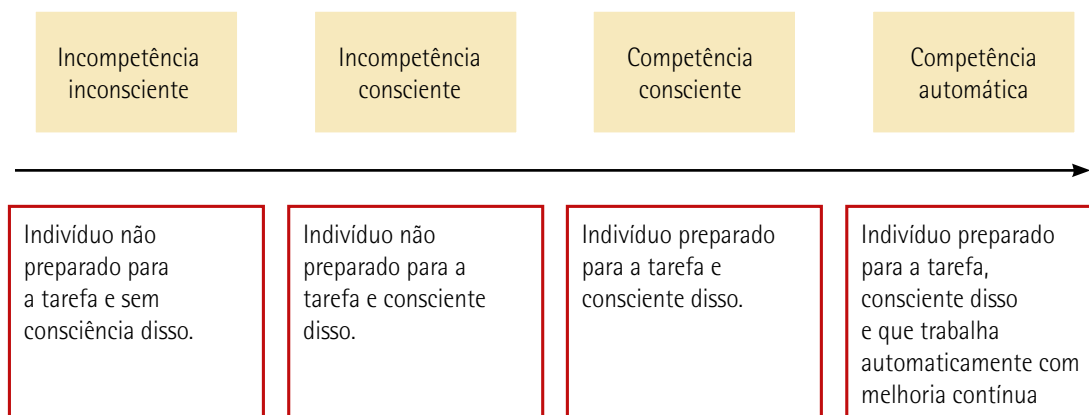 Incompetência
inconsciente
Incompetência
consciente
Competência
consciente
Competência
automática
Indivíduo não
preparado para
a tarefa e sem
consciência disso.
Indivíduo não
preparado para a
tarefa e consciente
disso.
Indivíduo preparado
para a tarefa e
consciente disso.
Indivíduo preparado
para a tarefa,
consciente disso
e que trabalha
automaticamente com
melhoria contínua